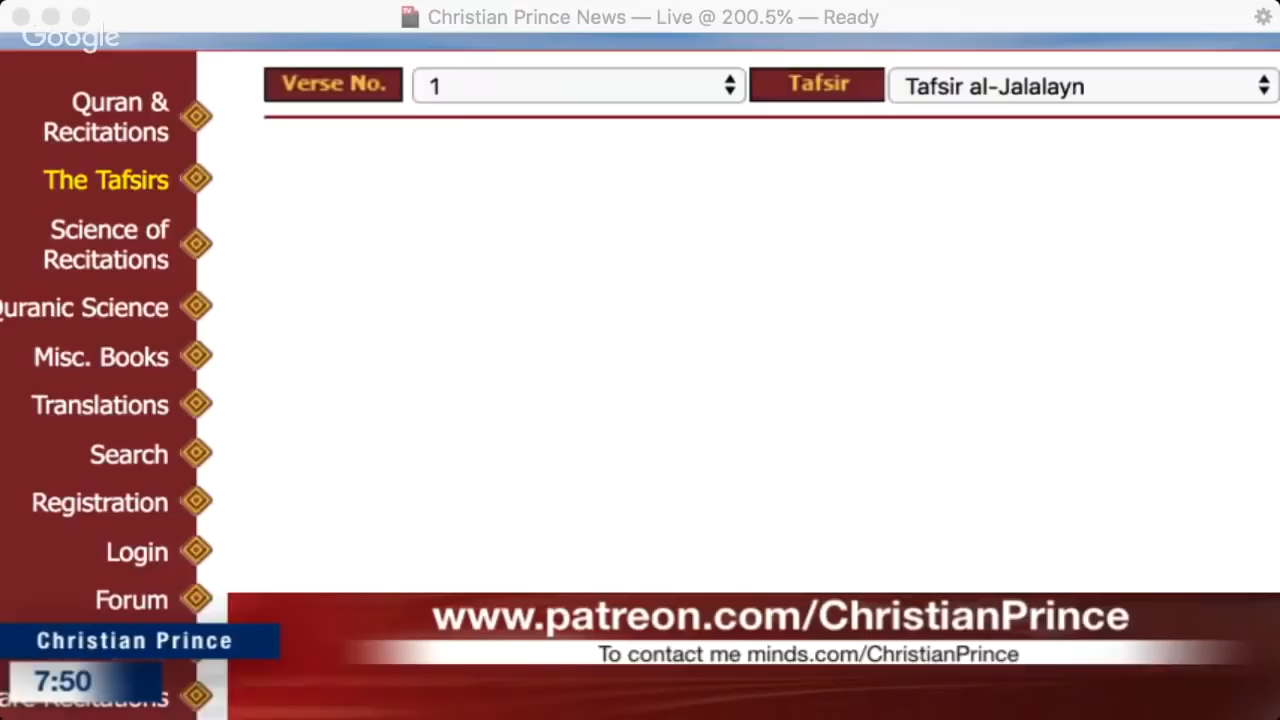 Christian Prince News — Live @ 200.5% — Ready
Google
Verse No.
1
Tafsir
Tafsir al-Jalalayn
Quran &
Recitations
The Tafsirs
Science of
Recitations
Quranic Science
Misc. Books
Translations
Search
Registration
Login
Forum
Christian Prince
7:50
Recitations
www.patreon.com/ChristianPrince
To contact me minds.com/ChristianPrince